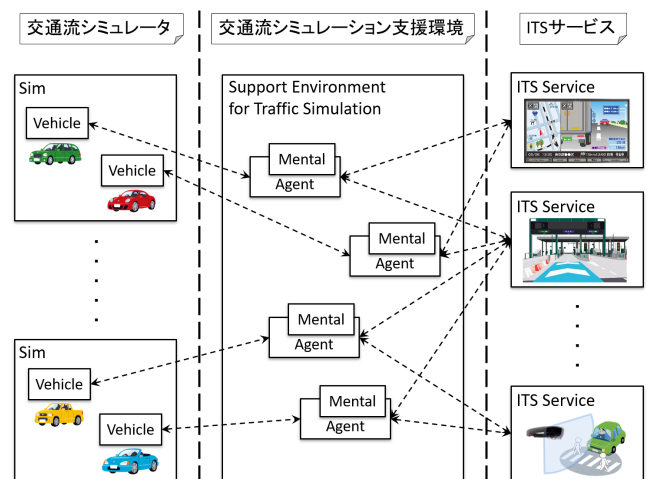 交通流シミュレータ
交通流シミュレーション支援環境
ITSサービス
Sim
Vehicle
Vehicle
Sim
Vehicle
Vehicle
Support Environment
for Traffic Simulation
Mental
Agent
Mental
Agent
Mental
Agent
Mental
Agent
ITS Service
ITS Service
ITS Service